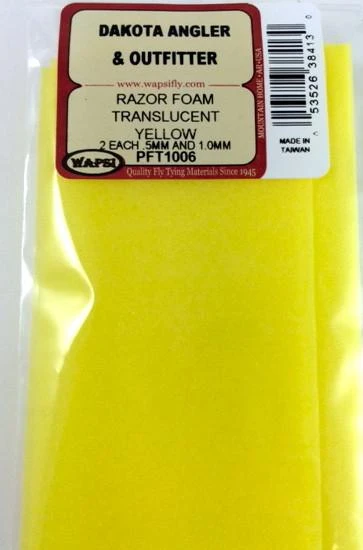 DAKOTA ANGLER
& OUTFITTER
www.wapsifly.com
RAZOR FOAM
TRANSLUCENT
YELLOW
2 EACH .5MM AND 1.0MM
PFT1006
WAPSI
Quality Fly Tying Materials Since 1945
MOUNTAIN HOME • AR • USA
53526 38413 0
MADE IN
TAIWAN